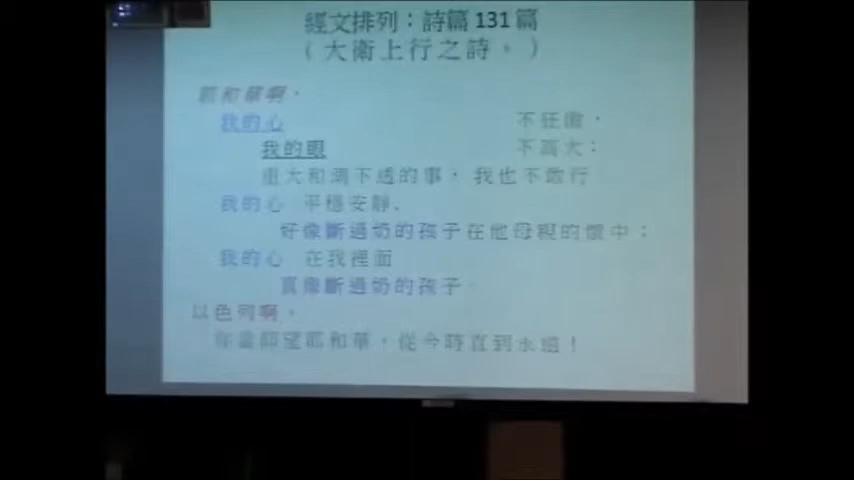 經文排列：詩篇 131 篇
（大衛上行之詩。）
耶和華啊，
我的心 不狂傲，
我的眼 不高大：
重大和測不透的事，我也不敢行
我的心 平穩安靜，
好像斷過奶的孩子在他母親的懷中；
我的心 在我裡面
真像斷過奶的孩子。
以色列啊，
你當仰望耶和華，從今時直到永遠！